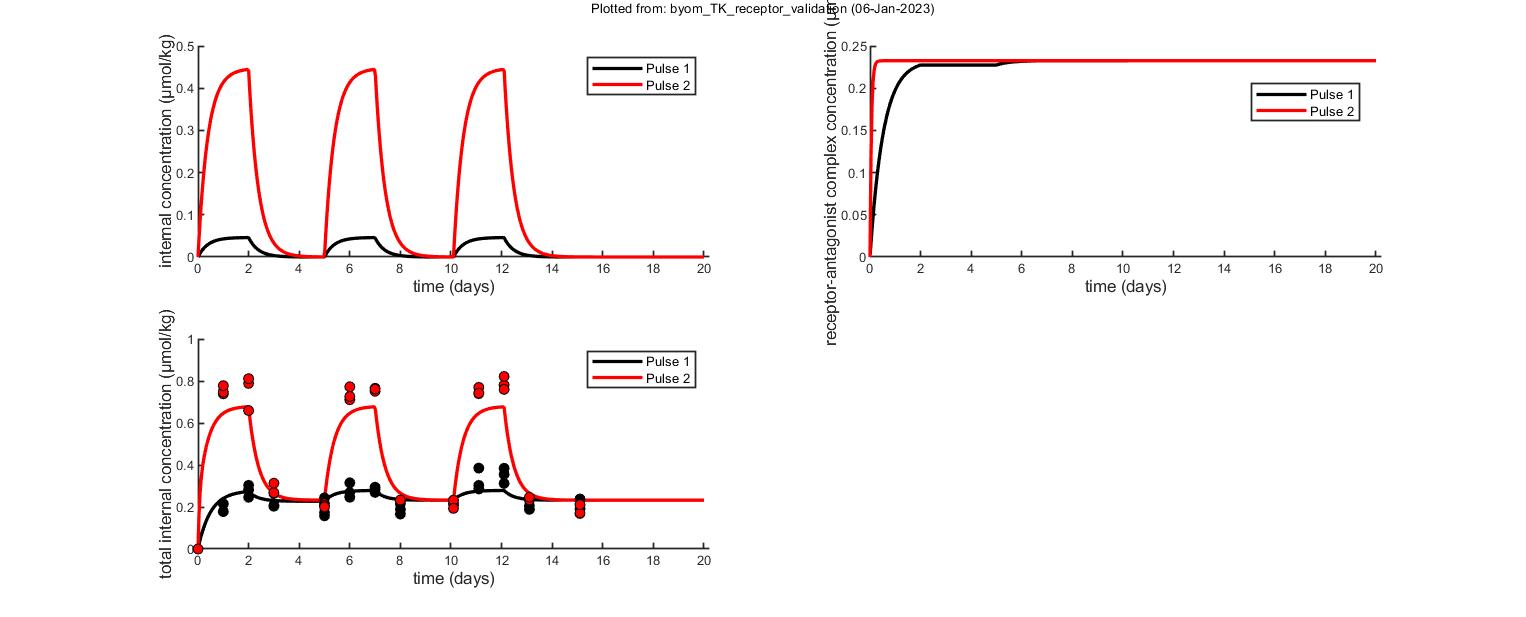 Plotted from: byom_TK_receptor_validation (06-Jan-2023)
internal concentration (μmol/kg)
0.5
0.4
0.3
0.2
0.1
0
0 2 4 6 8 10 12 14 16 18 20
time (days)
Pulse 1
Pulse 2
receptor-antagonist complex concentration
0.25
0.2
0.15
0.1
0.05
0
0 2 4 6 8 10 12 14 16 18 20
time (days)
Pulse 1
Pulse 2
total internal concentration (μmol/kg)
1
0.8
0.6
0.4
0.2
0
0 2 4 6 8 10 12 14 16 18 20
time (days)
Pulse 1
Pulse 2